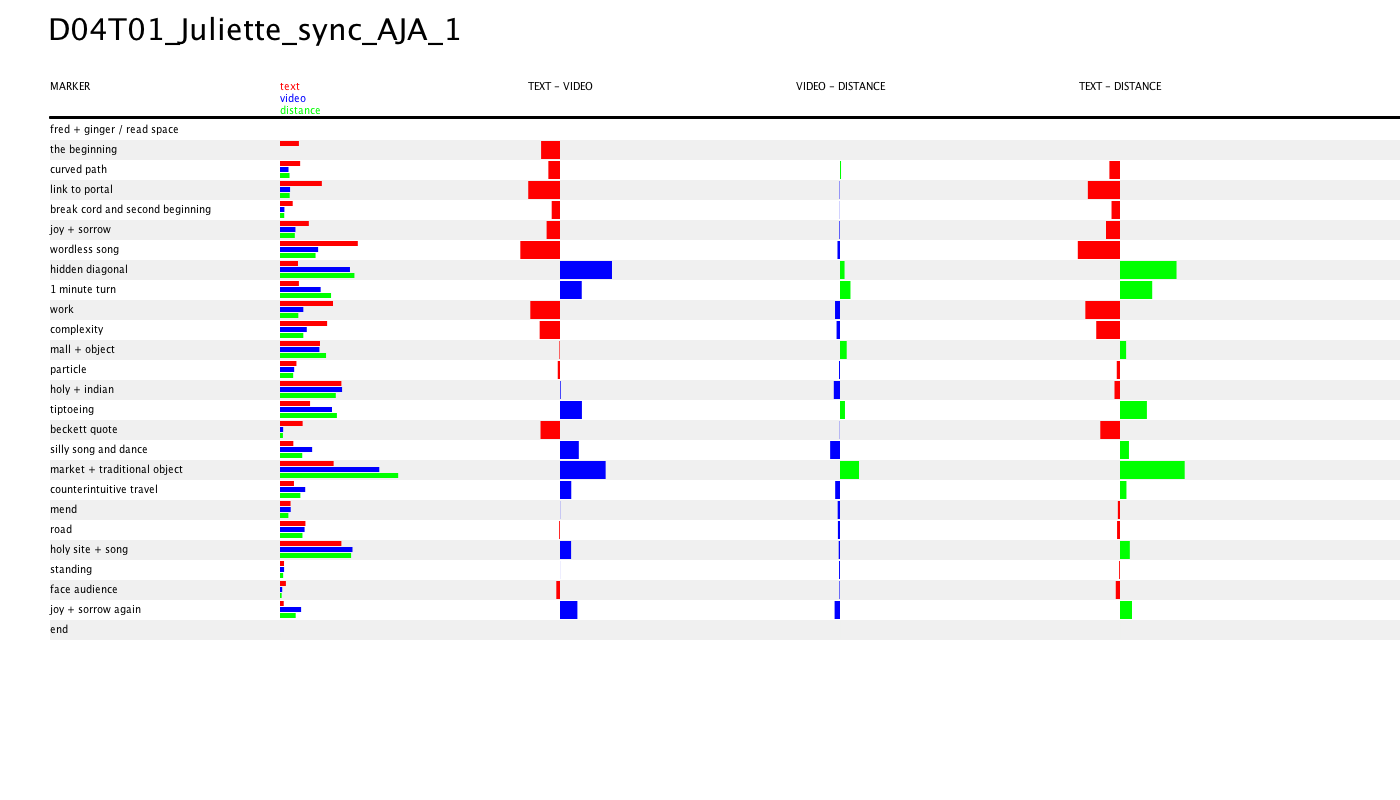 D04T01_Juliette_sync_AJA_1
MARKER text TEXT – VIDEO VIDEO – DISTANCE TEXT – DISTANCE
video
distance
fred + ginger / read space
the beginning
curved path
link to portal
break cord and second beginning
joy + sorrow
wordless song
hidden diagonal
1 minute turn
work
complexity
mall + object
particle
holy + indian
tiptoeing
beckett quote
silly song and dance
market + traditional object
counterintuitive travel
mend
road
holy site + song
standing
face audience
joy + sorrow again
end